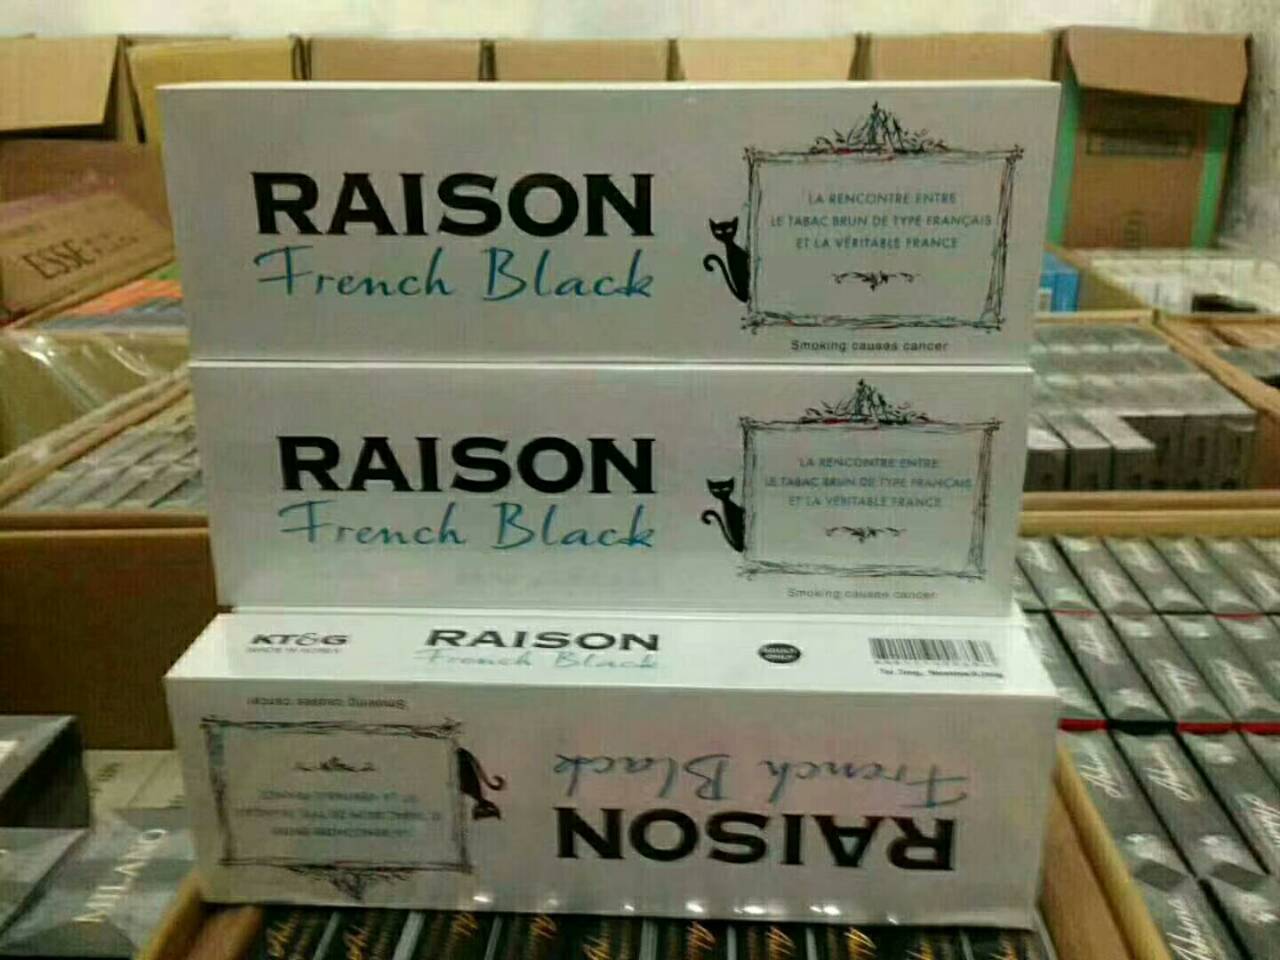 RAISON
French Black
LA RENCONTRE ENTRE
LE TABAC BRUN DE TYPE FRANÇAIS
ET LA VÉRITABLE FRANCE
Smoking causes cancer
ESSE
RAISON
French Black
LA RENCONTRE ENTRE
LE TABAC BRUN DE TYPE FRANÇAIS
ET LA VÉRITABLE FRANCE
Smoking causes cancer
KT&G
MADE IN KOREA
RAISON
French Black
ADULT
ONLY
Smoking causes cancer
RAISON
French Black
MILANO